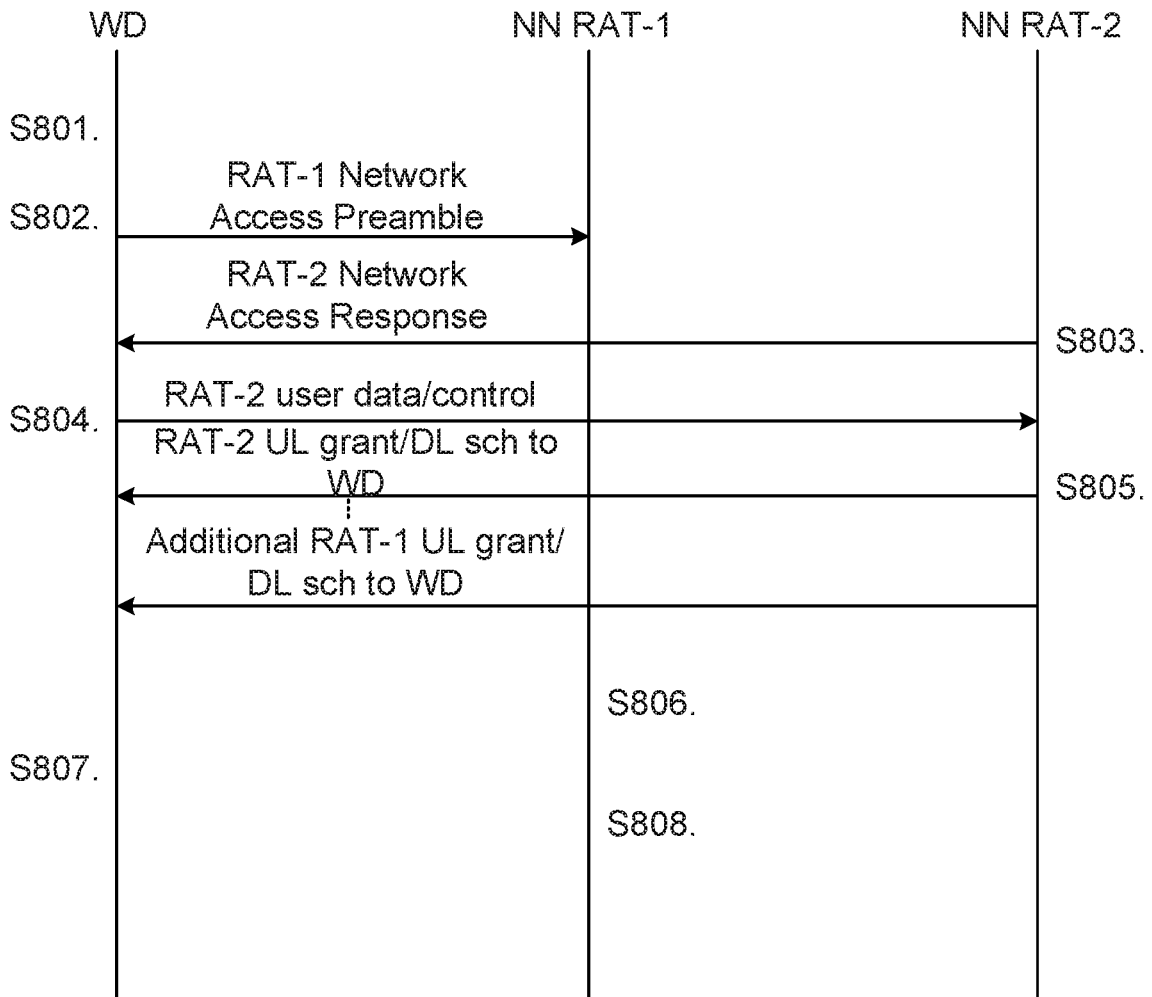 WD NN RAT-1 NN RAT-2
S801.
RAT-1 Network
S802. Access Preamble
RAT-2 Network
Access Response
S803.
RAT-2 user data/control
S804.
RAT-2 UL grant/DL sch to
WD
S805.
Additional RAT-1 UL grant/
DL sch to WD
S806.
S807.
S808.